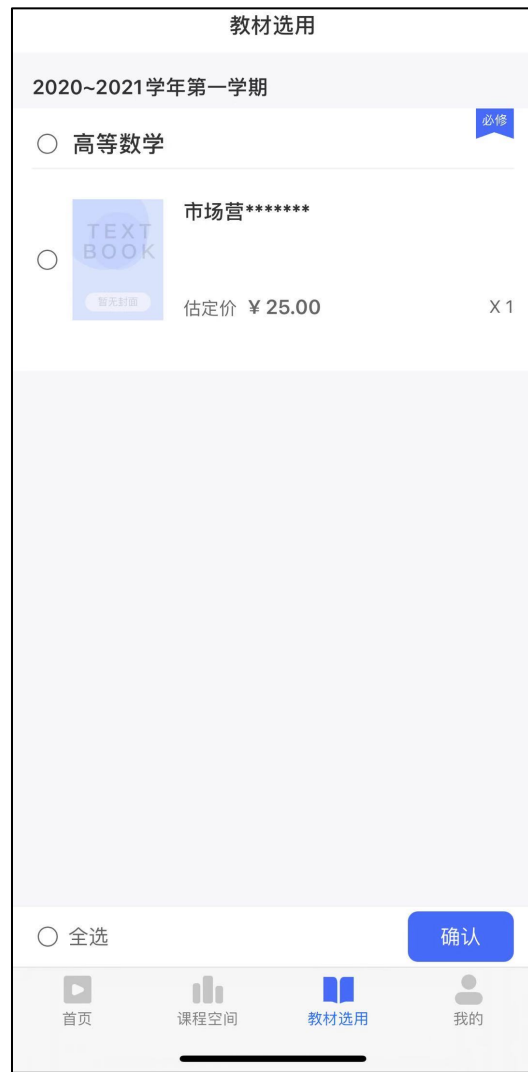 教材选用
2020~2021学年第一学期
必修
高等数学
市场营*******
TEXT
BOOK
暂无封面
估定价 ¥ 25.00 X 1
全选 确认
首页 课程空间 教材选用 我的